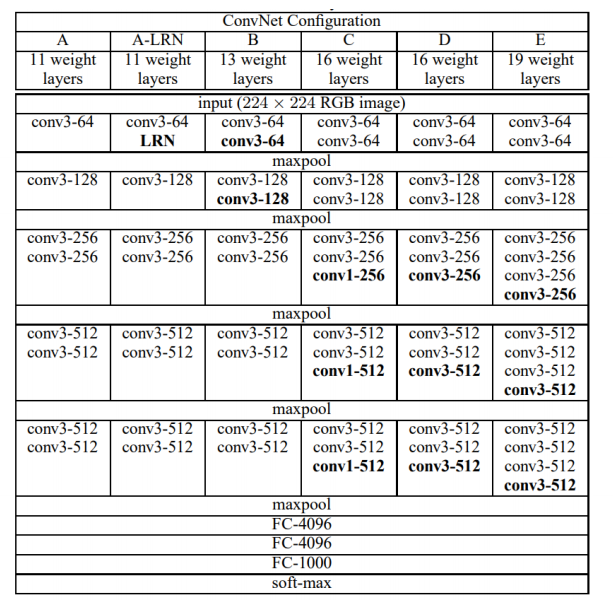 ConvNet Configuration
A A-LRN B C D E
11 weight 11 weight 13 weight 16 weight 16 weight 19 weight
layers layers layers layers layers layers
input (224 × 224 RGB image)
conv3-64 conv3-64 conv3-64 conv3-64 conv3-64 conv3-64
LRN conv3-64 conv3-64 conv3-64 conv3-64
maxpool
conv3-128 conv3-128 conv3-128 conv3-128 conv3-128 conv3-128
conv3-128 conv3-128 conv3-128 conv3-128
maxpool
conv3-256 conv3-256 conv3-256 conv3-256 conv3-256 conv3-256
conv3-256 conv3-256 conv3-256 conv3-256 conv3-256 conv3-256
conv1-256 conv3-256 conv3-256
conv3-256
maxpool
conv3-512 conv3-512 conv3-512 conv3-512 conv3-512 conv3-512
conv3-512 conv3-512 conv3-512 conv3-512 conv3-512 conv3-512
conv1-512 conv3-512 conv3-512
conv3-512
maxpool
conv3-512 conv3-512 conv3-512 conv3-512 conv3-512 conv3-512
conv3-512 conv3-512 conv3-512 conv3-512 conv3-512 conv3-512
conv1-512 conv3-512 conv3-512
conv3-512
maxpool
FC-4096
FC-4096
FC-1000
soft-max